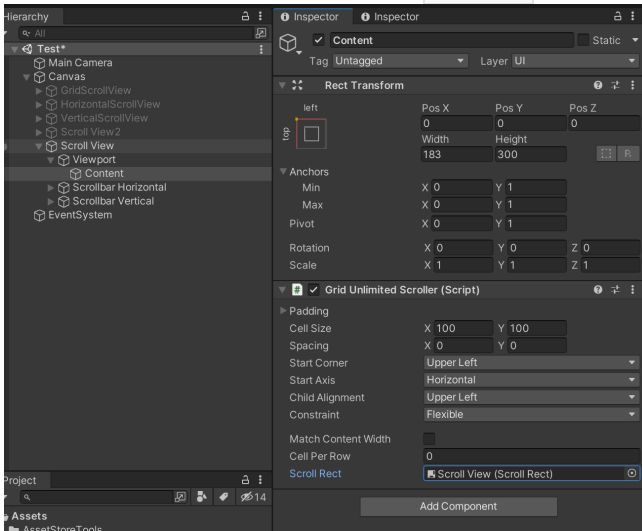 Hierarchy
All
Test*
Main Camera
Canvas
GridScrollView
HorizontalScrollView
VerticalScrollView
Scroll View2
Scroll View
Viewport
Content
Scrollbar Horizontal
Scrollbar Vertical
EventSystem
Project
14
Assets
AssetStoreTools
Inspector Inspector
Content Static
Tag Untagged Layer UI
Rect Transform
left Pos X Pos Y Pos Z
top 0 0 0
Width Height
183 300 R
Anchors
Min X 0 Y 1
Max X 0 Y 1
Pivot X 0 Y 1
Rotation X 0 Y 0 Z 0
Scale X 1 Y 1 Z 1
# Grid Unlimited Scroller (Script)
Padding
Cell Size X 100 Y 100
Spacing X 0 Y 0
Start Corner Upper Left
Start Axis Horizontal
Child Alignment Upper Left
Constraint Flexible
Match Content Width
Cell Per Row 0
Scroll Rect Scroll View (Scroll Rect)
Add Component